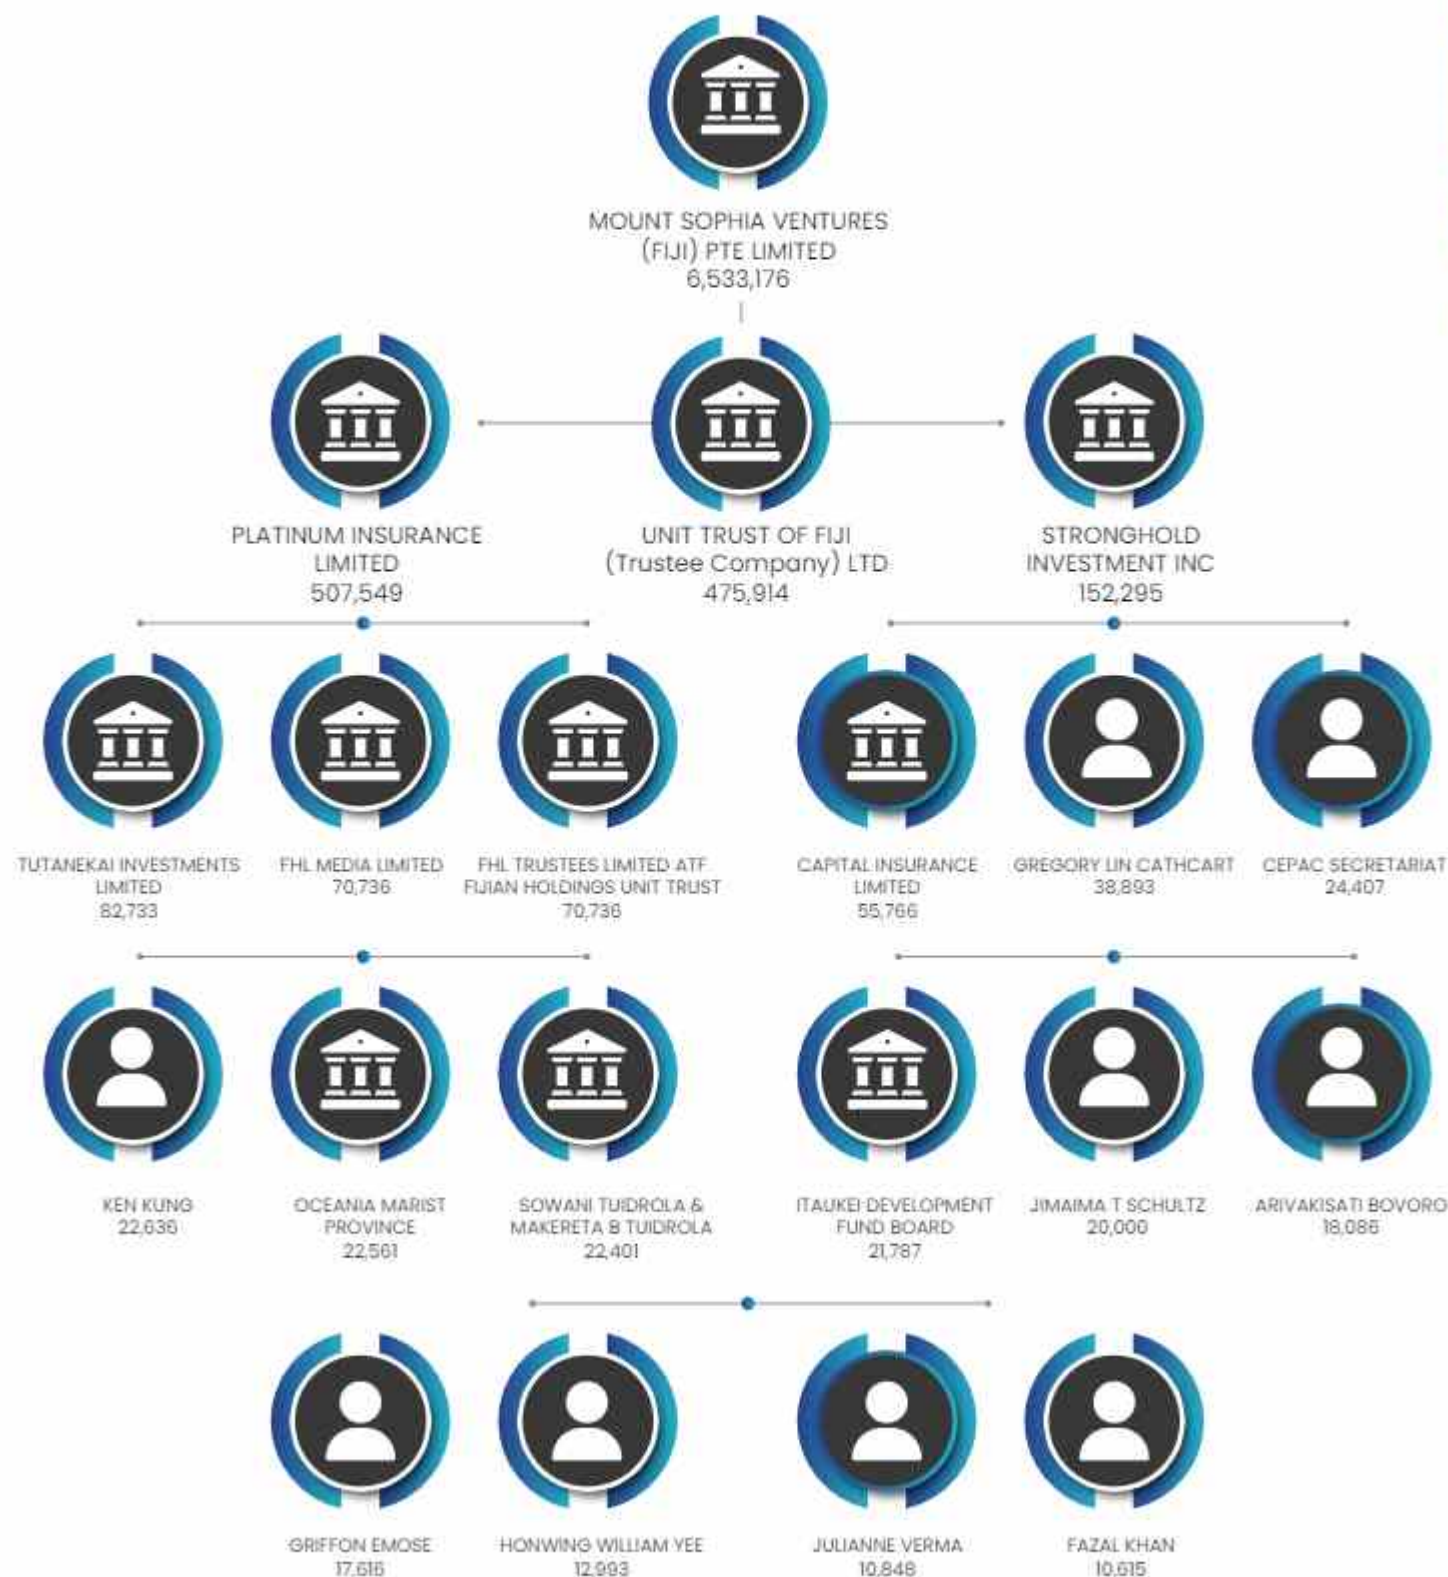 MOUNT SOPHIA VENTURES
(FIJI) PTE LIMITED
6,533,176
PLATINUM INSURANCE
LIMITED
507,549
UNIT TRUST OF FIJI
(Trustee Company) LTD
475,914
STRONGHOLD
INVESTMENT INC
152,295
TUTANEKAI INVESTMENTS
LIMITED
82,733
FHL MEDIA LIMITED
70,736
FHL TRUSTEES LIMITED ATF
FIJIAN HOLDINGS UNIT TRUST
70,736
CAPITAL INSURANCE
LIMITED
55,766
GREGORY LIN CATHCART
38,893
CEPAC SECRETARIAT
24,407
KEN KUNG
22,636
OCEANIA MARIST
PROVINCE
22,561
SOWANI TUIDROLA &
MAKERETA B TUIDROLA
22,401
ITAUKEI DEVELOPMENT
FUND BOARD
21,787
JIMAIMA T SCHULTZ
20,000
ARIVAKISATI BOVORO
18,086
GRIFFON EMOSE
17,616
HONWING WILLIAM YEE
12,993
JULIANNE VERMA
10,848
FAZAL KHAN
10,615